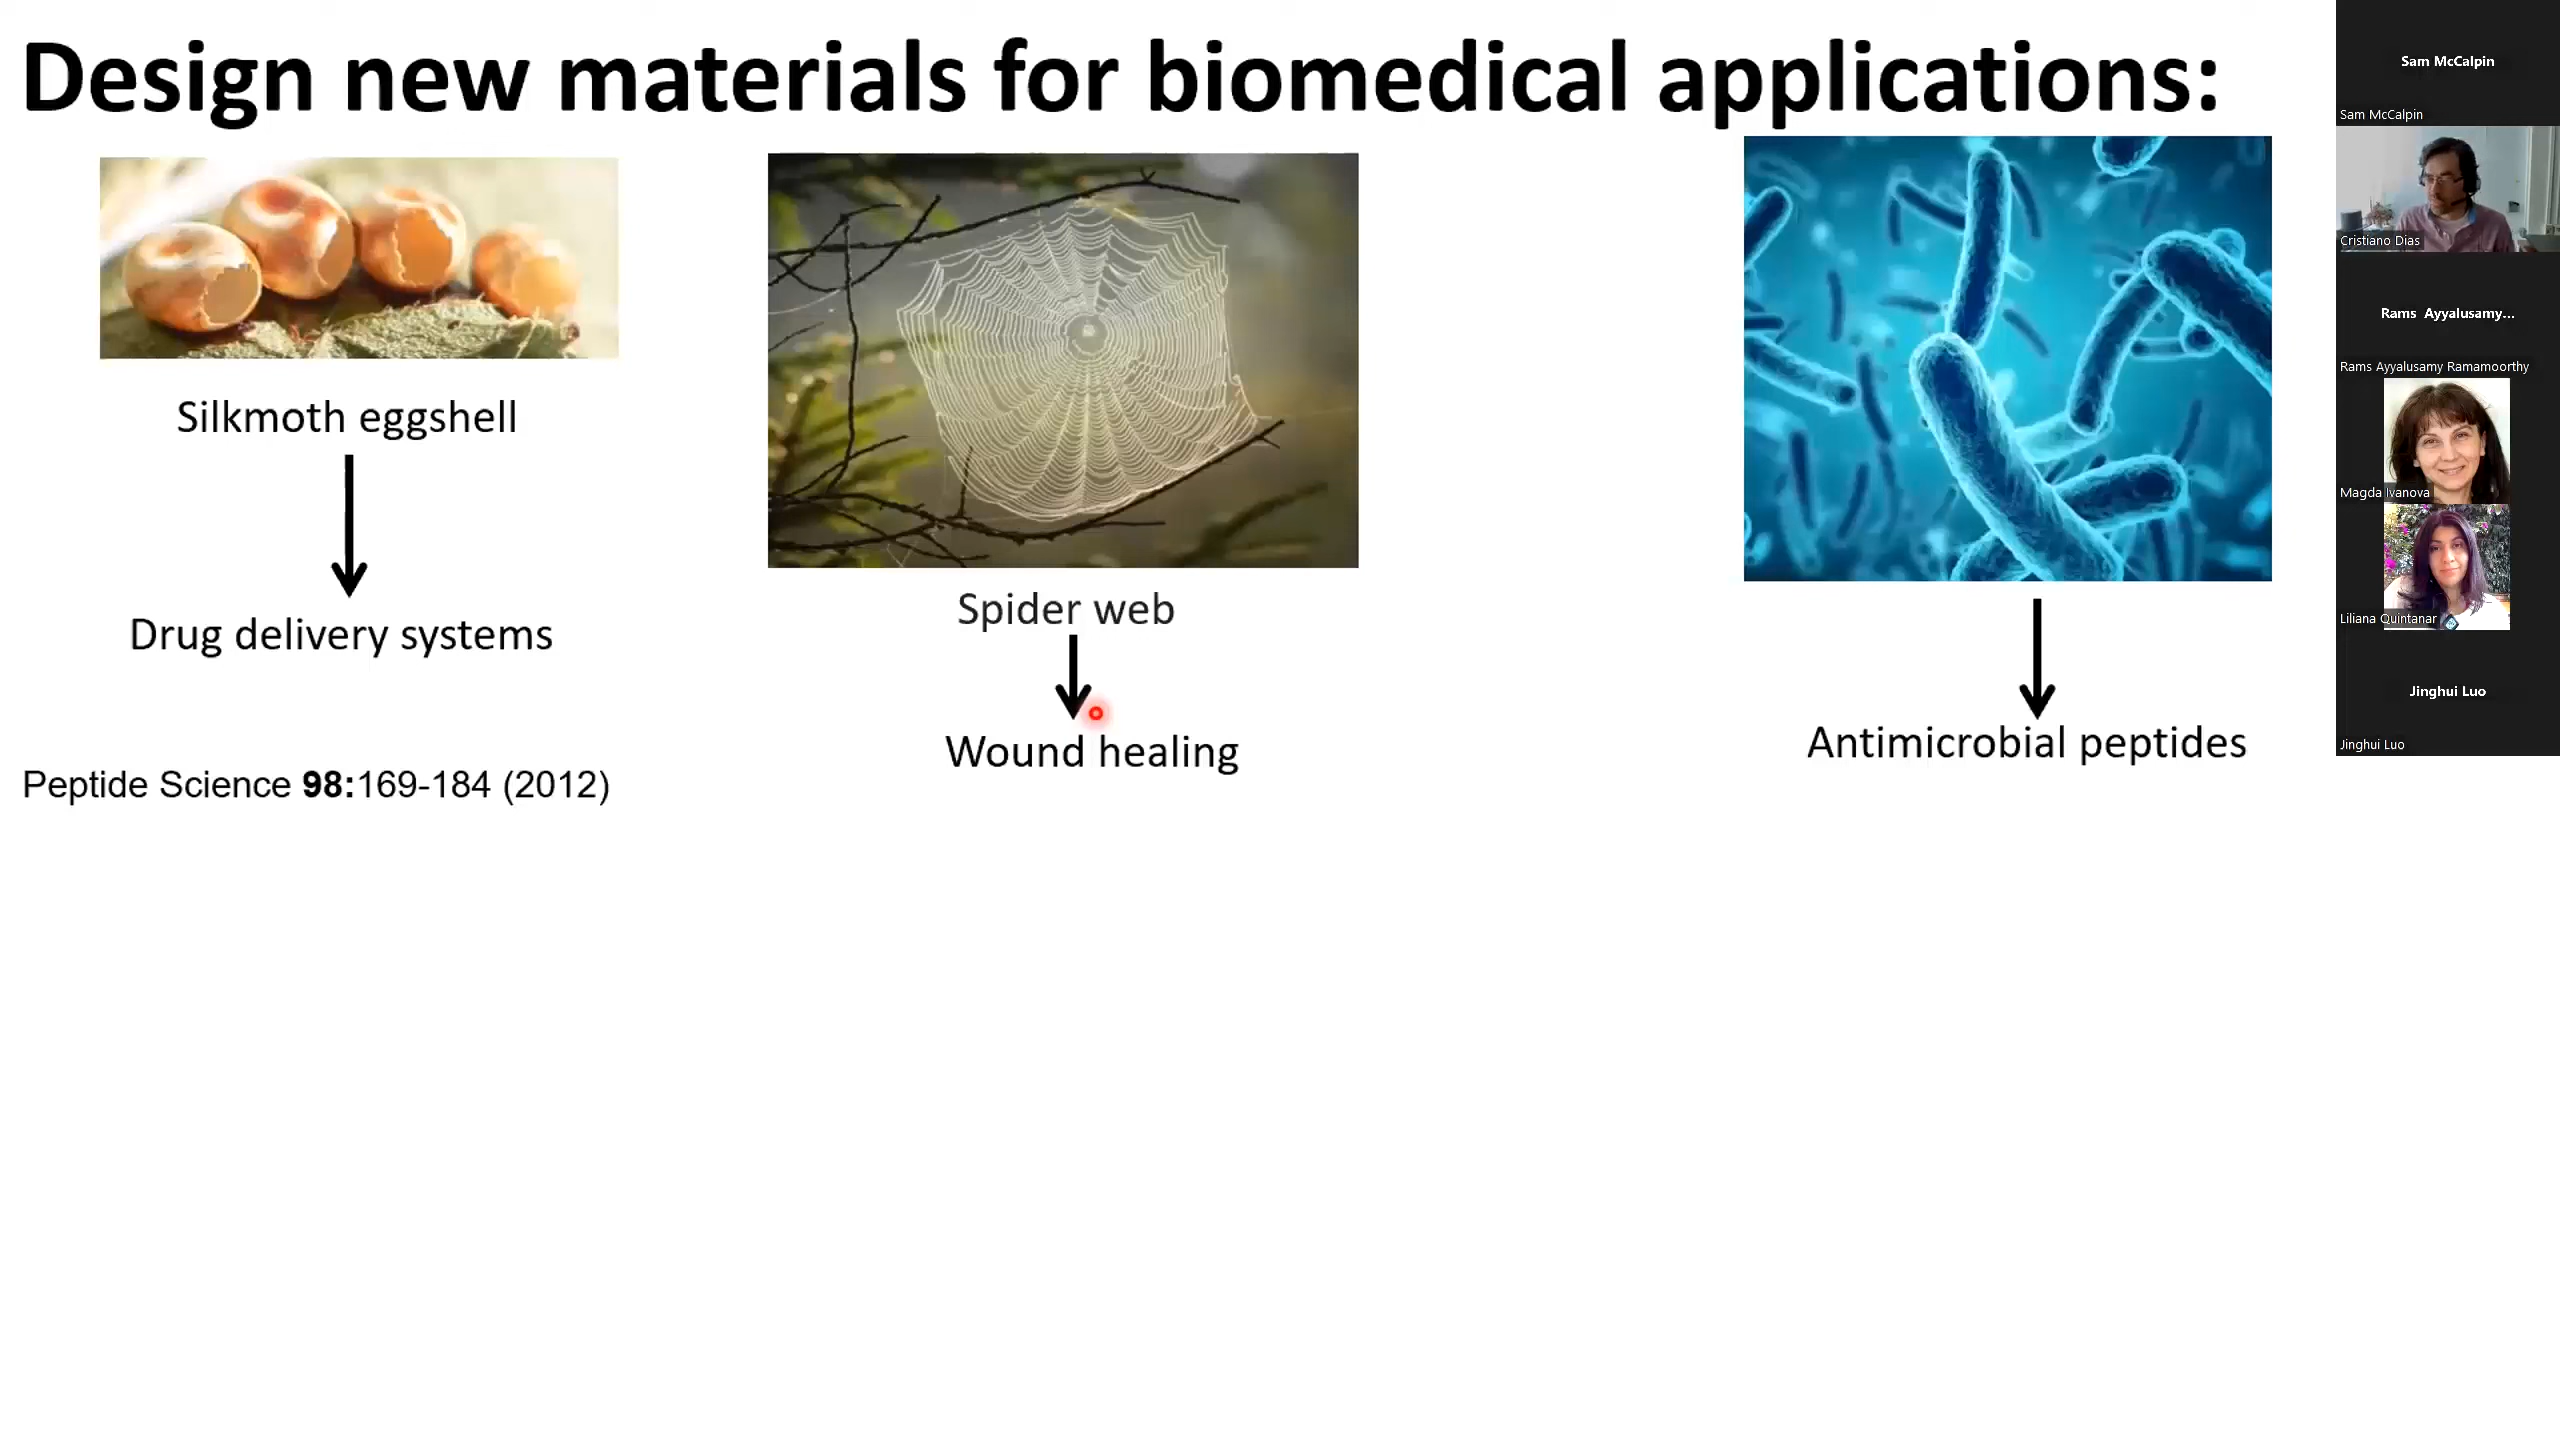 Design new materials for biomedical applications:
Silkmoth eggshell
Drug delivery systems
Peptide Science 98:169-184 (2012)
Spider web
Wound healing
Antimicrobial peptides
Sam McCalpin
Sam McCalpin
Cristiano Dias
Rams Ayyalusamy...
Rams Ayyalusamy Ramamoorthy
Magda Ivanova
Liliana Quintanar
Jinghui Luo
Jinghui Luo